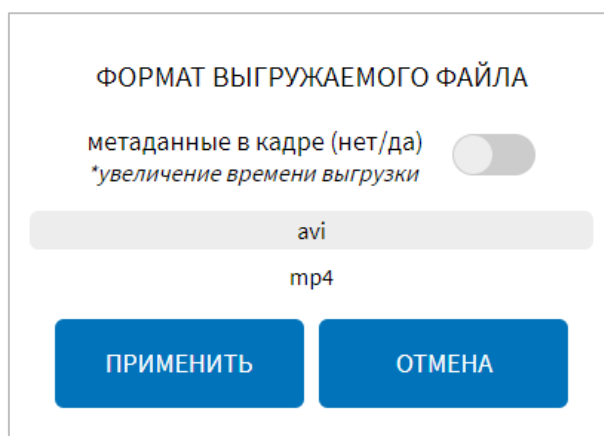 ФОРМАТ ВЫГРУЖАЕМОГО ФАЙЛА
метаданные в кадре (нет/да)
*увеличение времени выгрузки
avi
mp4
ПРИМЕНИТЬ
ОТМЕНА